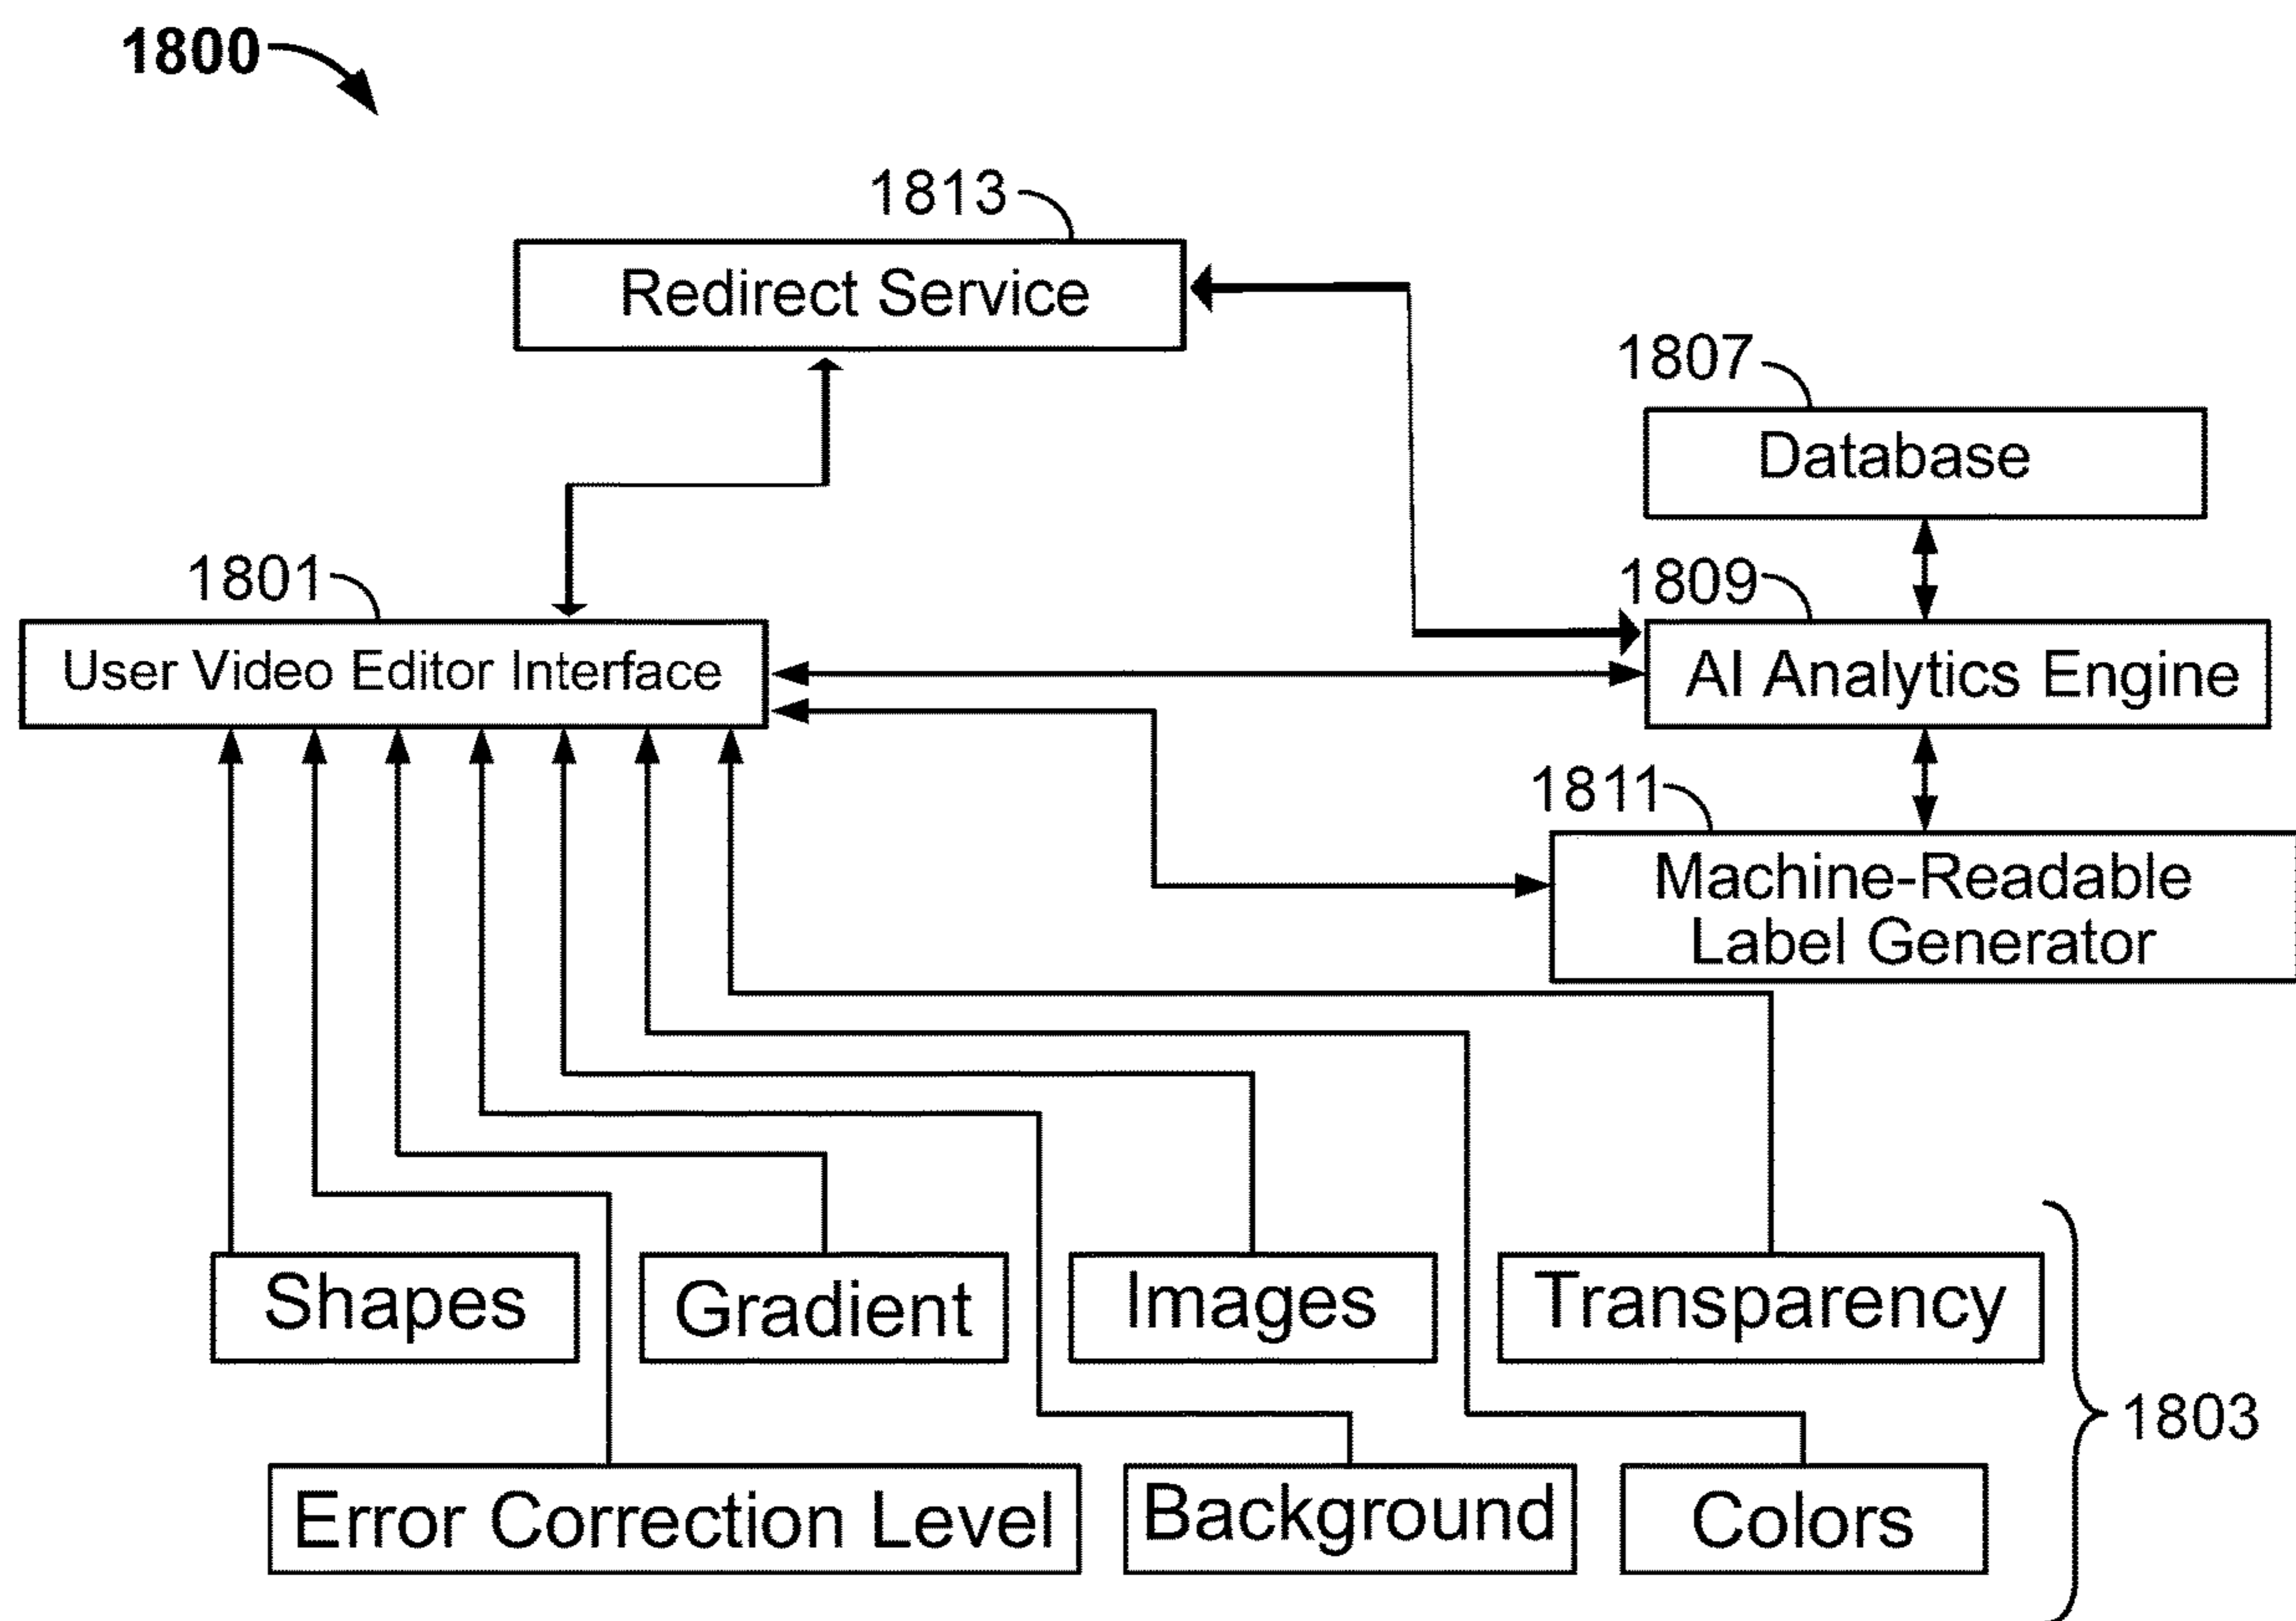 1800
1813
Redirect Service
1807
Database
1801
1809
User Video Editor Interface
AI Analytics Engine
1811
Machine-Readable
Label Generator
Shapes
Gradient
Images
Transparency
1803
Error Correction Level
Background
Colors